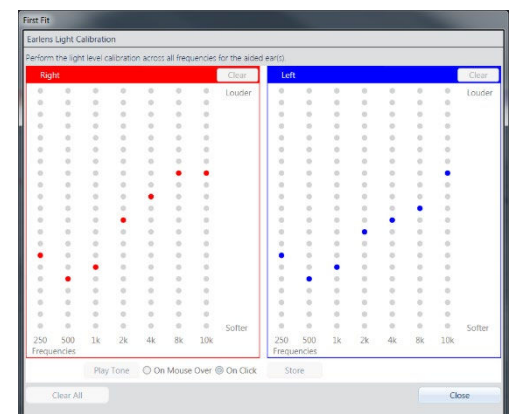 First Fit
Earlens Light Calibration
Perform the light level calibration across all frequencies for the aided ear(s).
Right Clear
Louder
Softer
250 500 1k 2k 4k 8k 10k
Frequencies
Left Clear
Louder
Softer
250 500 1k 2k 4k 8k 10k
Frequencies
Play Tone On Mouse Over On Click Store
Clear All Close